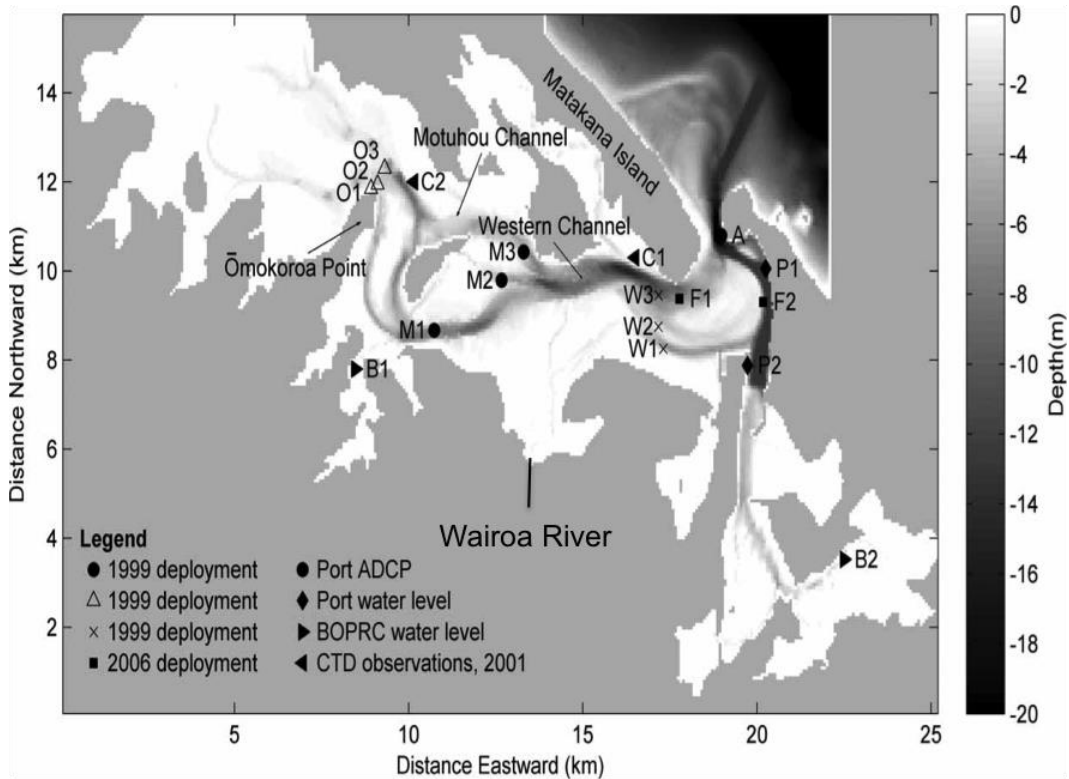 Distance Northward (km)
14
12
10
8
6
4
2
5
10
15
20
25
Distance Eastward (km)
Matakana Island
Motuhou Channel
Western Channel
Ōmokoroa Point
Wairoa River
O3
O2
O1
C2
C1
M3
M2
M1
W3
W2
W1
F1
F2
A
P1
P2
B1
B2
Legend
1999 deployment
1999 deployment
1999 deployment
2006 deployment
Port ADCP
Port water level
BOPRC water level
CTD observations, 2001
0
-2
-4
-6
-8
-10
-12
-14
-16
-18
-20
Depth(m)